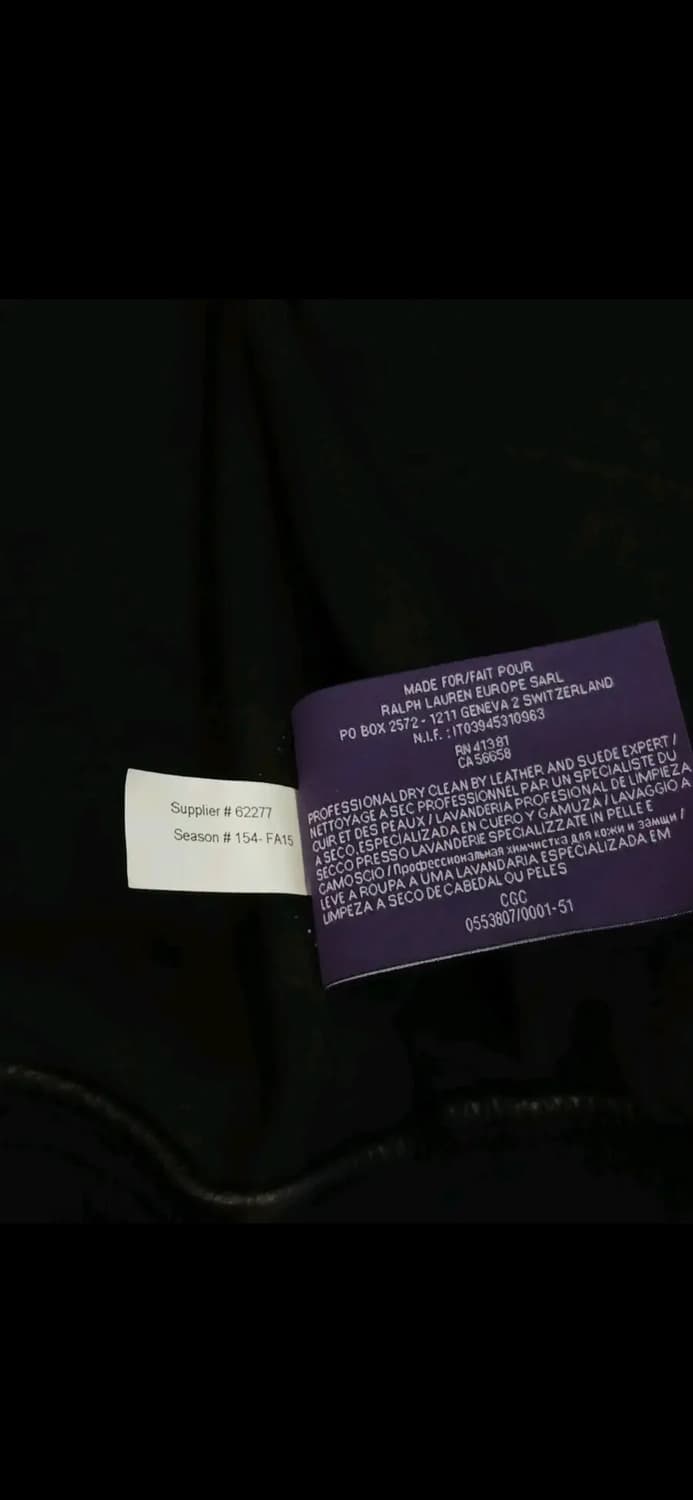 Supplier # 62277
Season # 154- FA15
MADE FOR/FAIT POUR
RALPH LAUREN EUROPE SARL
PO BOX 2572 - 1211 GENEVA 2 SWITZERLAND
N.I.F. : IT03945310963
RN 41381
CA 56658
PROFESSIONAL DRY CLEAN BY LEATHER AND SUEDE EXPERT /
NETTOYAGE A SEC PROFESSIONNEL PAR UN SPECIALISTE DU
CUIR ET DES PEAUX / LAVANDERIA PROFESIONAL DE LIMPIEZA
A SECO, ESPECIALIZADA EN CUERO Y GAMUZA / LAVAGGIO A
SECCO PRESSO LAVANDERIE SPECIALIZZATE IN PELLE E
CAMOSCIO / Профессиональная химчистка для кожи и замши /
LEVE A ROUPA A UMA LAVANDARIA ESPECIALIZADA EM
LIMPEZA A SECO DE CABEDAL OU PELES
CGC
0553807/0001-51